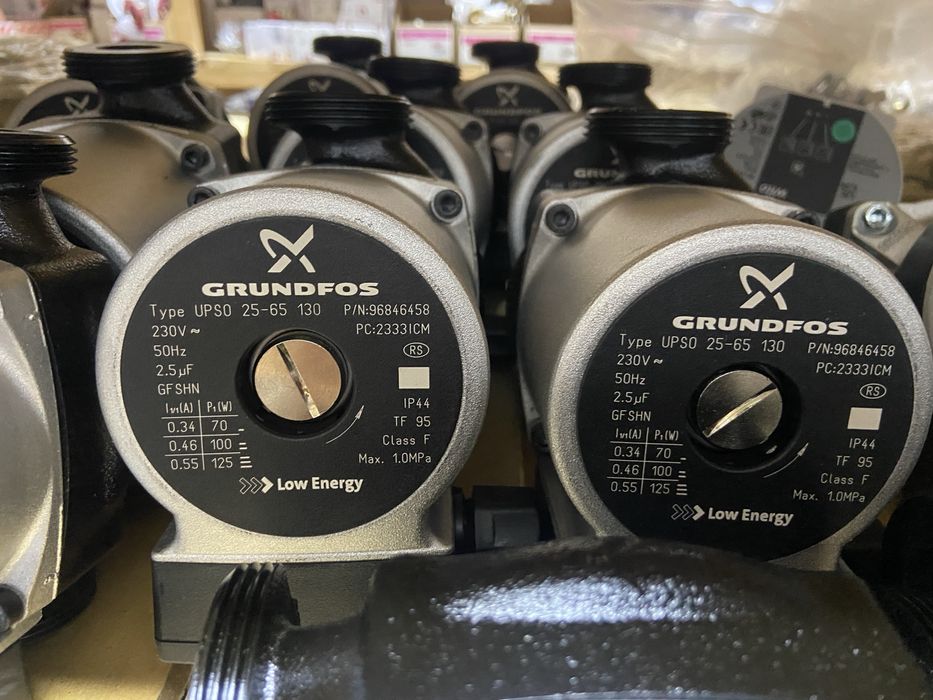 GRUNDFOS
Type UPSO 25-65 130 P/N:96846458
230V ~ PC:2333ICM
50Hz RS
2.5µF
GFSHN IP44
I1/1(A) P1(W) TF 95
0.34 70
0.46 100 Class F
0.55 125 Max. 1.0MPa
Low Energy
GRUNDFOS
Type UPSO 25-65 130 P/N:96846458
230V ~ PC:2333ICM
50Hz RS
2.5µF
GFSHN IP44
I1/1(A) P1(W) TF 95
0.34 70
0.46 100 Class F
0.55 125 Max. 1.0MPa
Low Energy